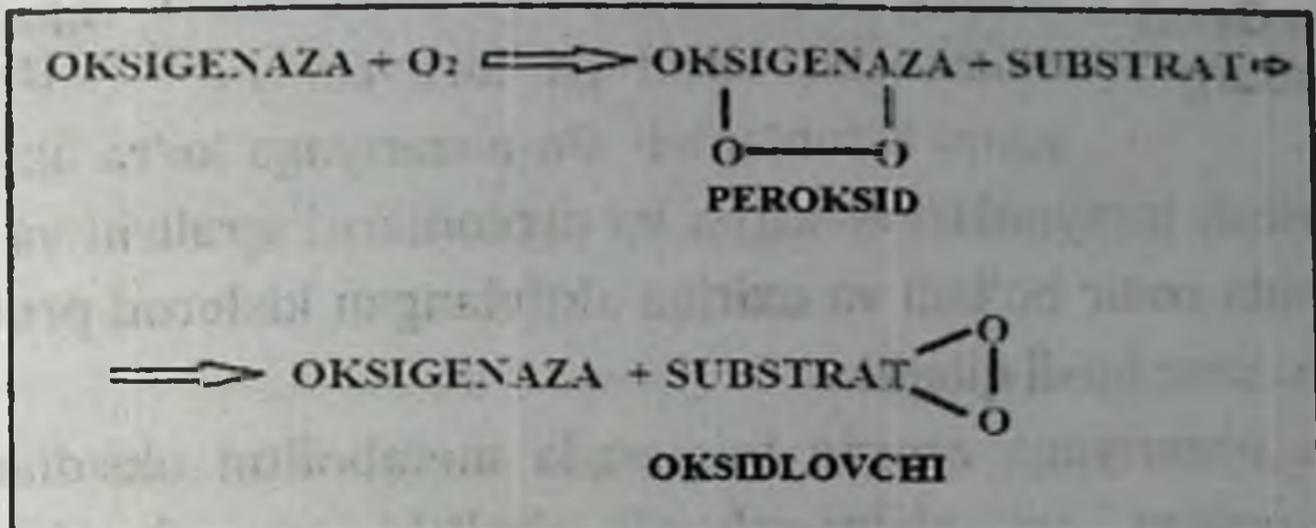 OKSIGENAZA + O₂ ⇒ OKSIGENAZA + SUBSTRAT ⇒
O—O
PEROKSID
⇒ OKSIGENAZA + SUBSTRAT
O
O
OKSIDLOVCHI